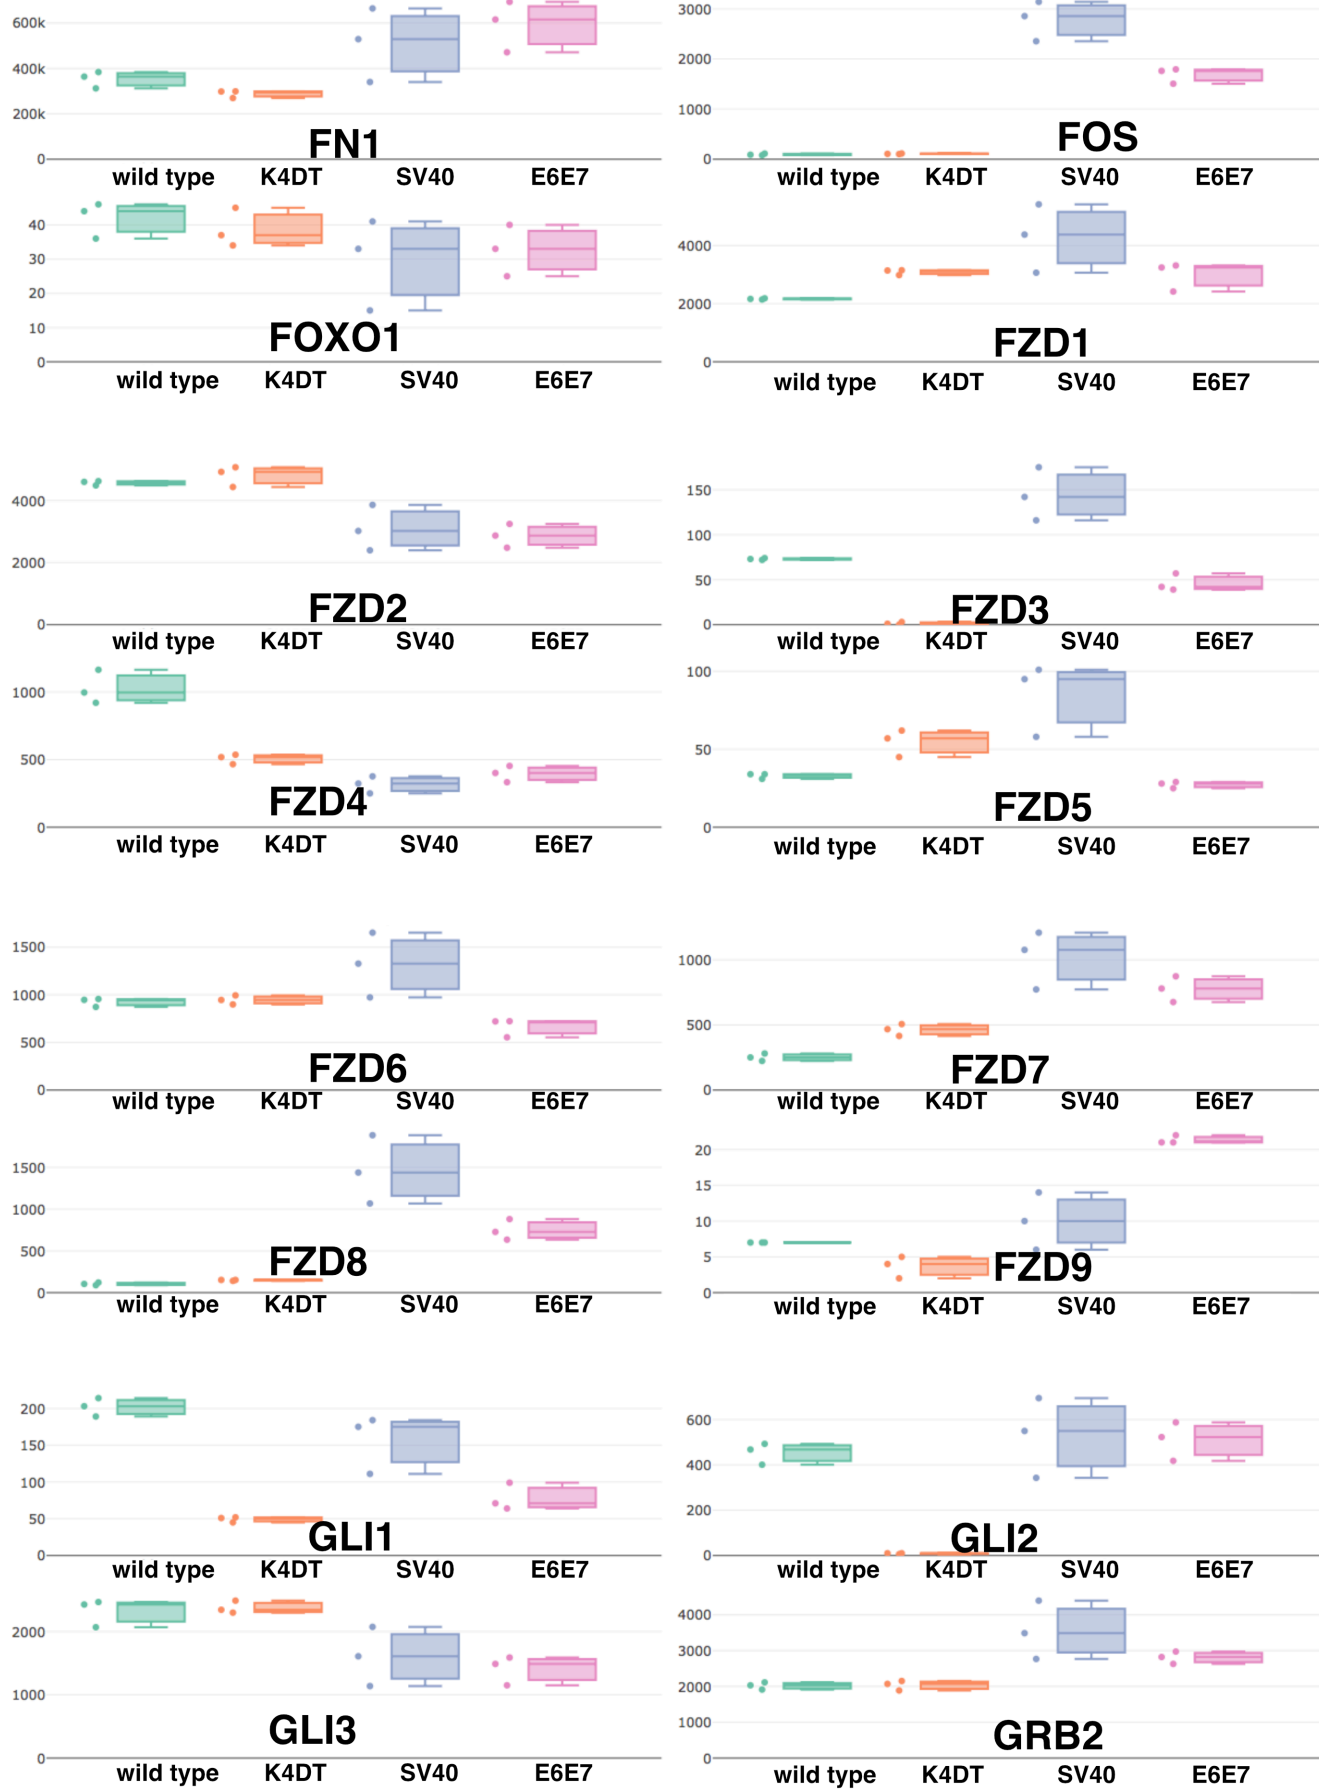 600k
400k
200k
0
FN1
wild type K4DT SV40 E6E7
3000
2000
1000
0
FOS
wild type K4DT SV40 E6E7
40
30
20
10
0
FOXO1
wild type K4DT SV40 E6E7
4000
2000
0
FZD1
wild type K4DT SV40 E6E7
4000
2000
0
FZD2
wild type K4DT SV40 E6E7
150
100
50
0
FZD3
wild type K4DT SV40 E6E7
1000
500
0
FZD4
wild type K4DT SV40 E6E7
100
50
0
FZD5
wild type K4DT SV40 E6E7
1500
1000
500
0
FZD6
wild type K4DT SV40 E6E7
1000
500
0
FZD7
wild type K4DT SV40 E6E7
1500
1000
500
0
FZD8
wild type K4DT SV40 E6E7
20
15
10
5
0
FZD9
wild type K4DT SV40 E6E7
200
150
100
50
0
GLI1
wild type K4DT SV40 E6E7
600
400
200
0
GLI2
wild type K4DT SV40 E6E7
2000
1000
0
GLI3
wild type K4DT SV40 E6E7
4000
3000
2000
1000
0
GRB2
wild type K4DT SV40 E6E7